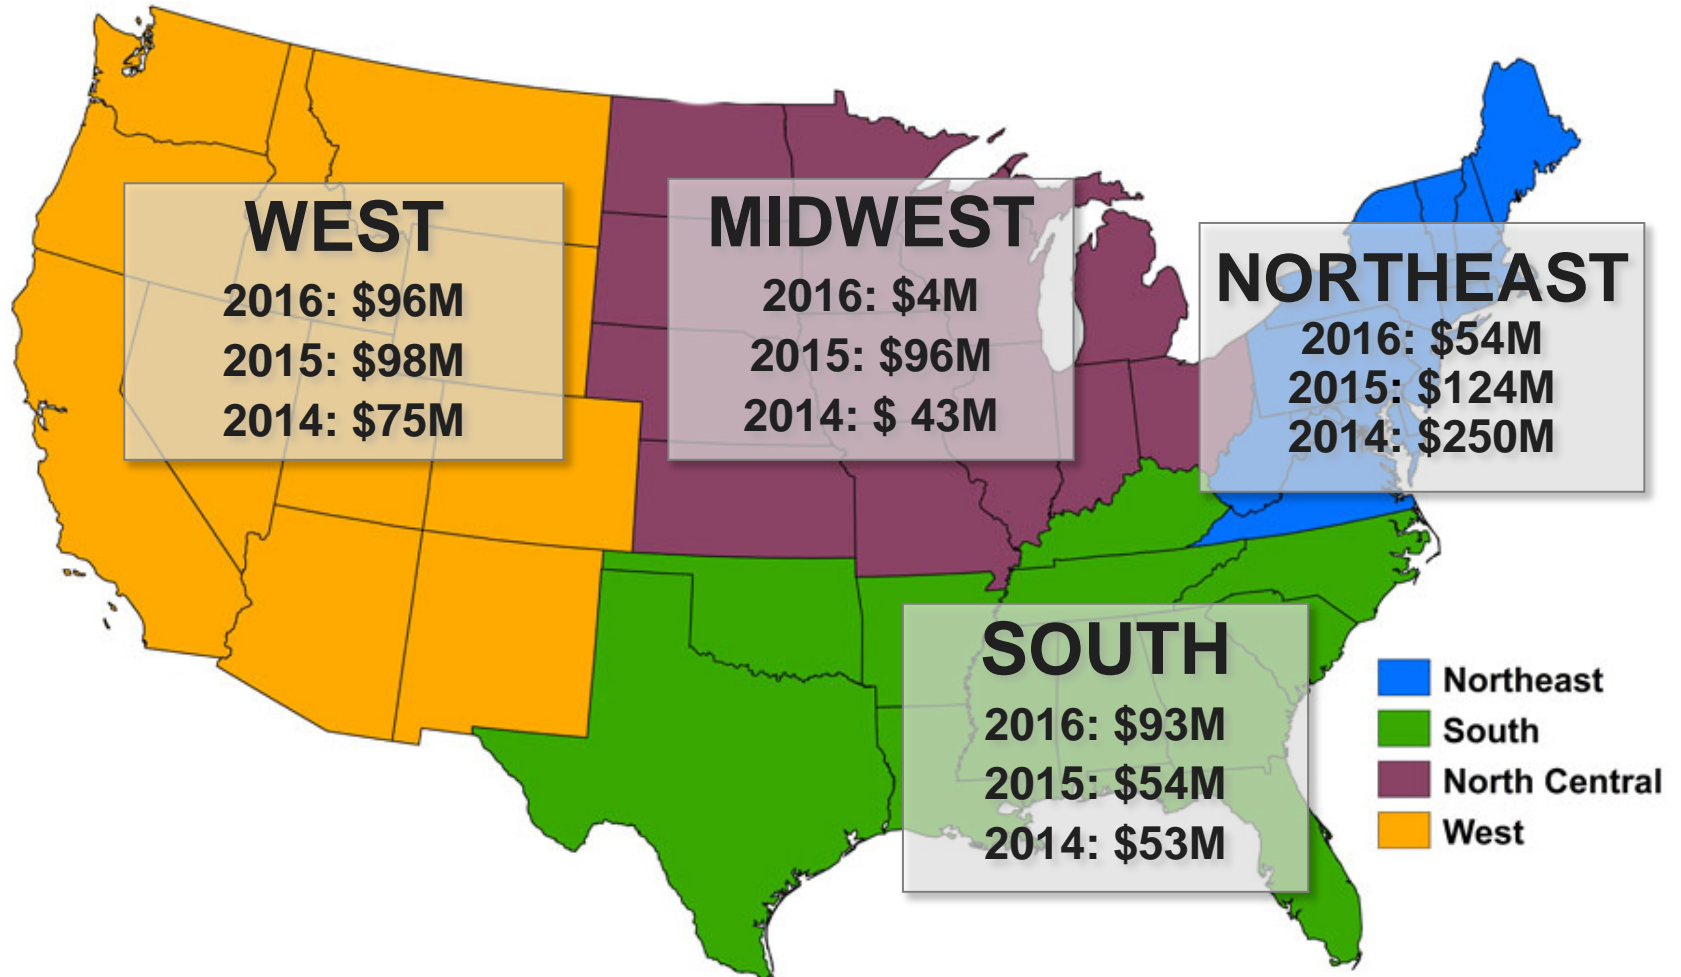 WEST
2016: $96M
2015: $98M
2014: $75M
MIDWEST
2016: $4M
2015: $96M
2014: $ 43M
NORTHEAST
2016: $54M
2015: $124M
2014: $250M
SOUTH
2016: $93M
2015: $54M
2014: $53M
Northeast
South
North Central
West